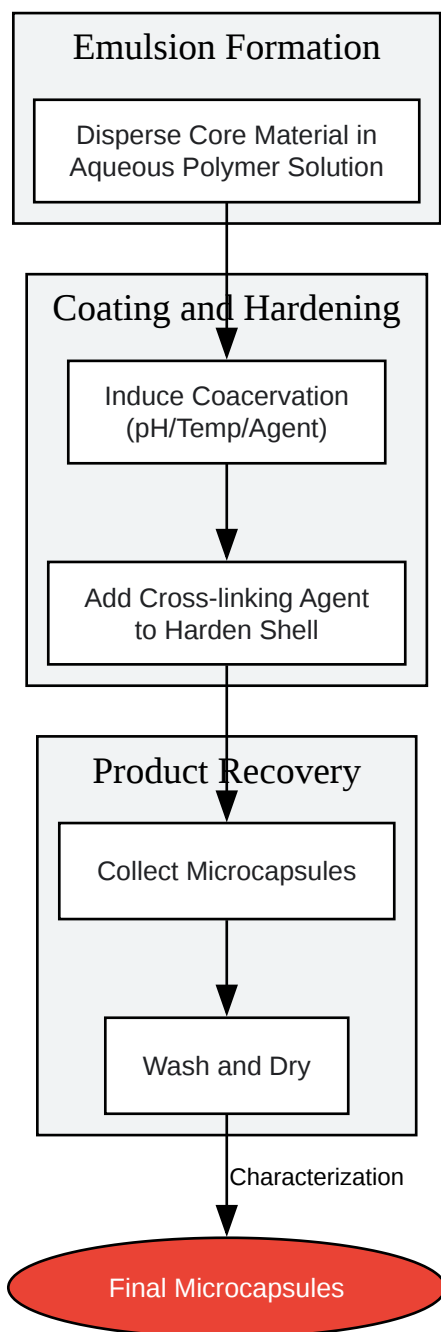 Emulsion Formation
Disperse Core Material in
Aqueous Polymer Solution
Coating and Hardening
Induce Coacervation
(pH/Temp/Agent)
Add Cross-linking Agent
to Harden Shell
Product Recovery
Collect Microcapsules
Wash and Dry
Characterization
Final Microcapsules